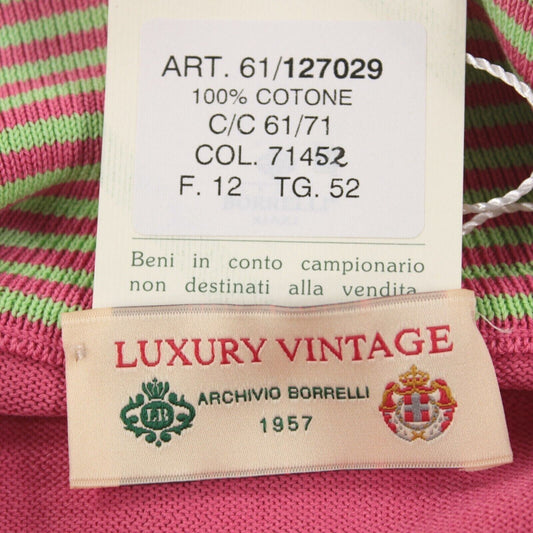 ART. 61/127029
100% COTONE
C/C 61/71
COL. 71452
F. 12 TG. 52
Beni in conto campionario
non destinati alla vendita
LUXURY VINTAGE
LB
ARCHIVIO BORRELLI
1957